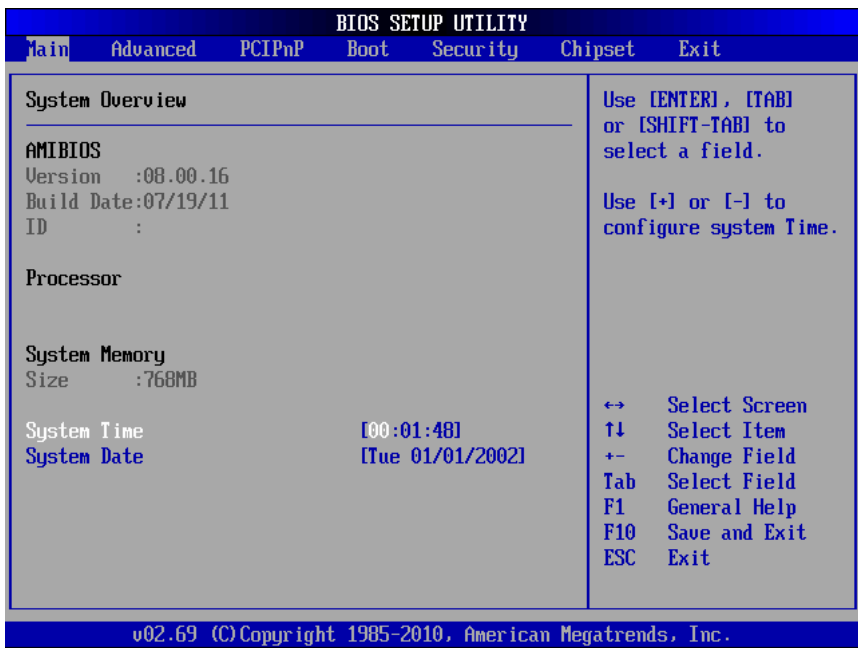 BIOS SETUP UTILITY
Main Advanced PCIPnP Boot Security Chipset Exit
System Overview
AMIBIOS
Version :08.00.16
Build Date:07/19/11
ID :
Processor
System Memory
Size :768MB
System Time [00:01:48]
System Date [Tue 01/01/2002]
Use [ENTER], [TAB]
or [SHIFT-TAB] to
select a field.
Use [+] or [-] to
configure system Time.
↔ Select Screen
↑↓ Select Item
+- Change Field
Tab Select Field
F1 General Help
F10 Save and Exit
ESC Exit
v02.69 (C)Copyright 1985-2010, American Megatrends, Inc.